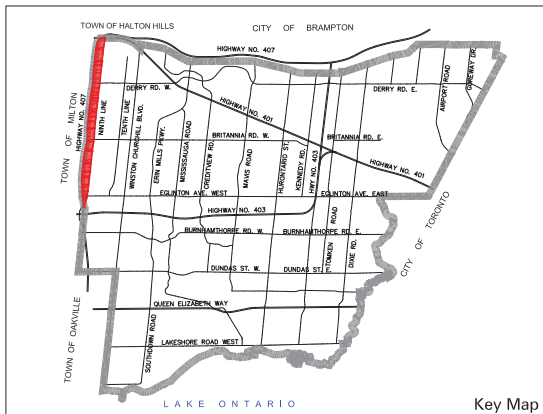 TOWN OF HALTON HILLS
CITY OF BRAMPTON
HIGHWAY NO. 407
DERRY RD. W.
DERRY RD. E.
AIRPORT ROAD
GOREWAY DR.
TOWN OF MILTON
HIGHWAY NO. 407
NINTH LINE
TENTH LINE
WINSTON CHURCHILL BLVD.
ERIN MILLS PKWY.
MISSISSAUGA ROAD
CREDITVIEW RD.
MAVIS ROAD
HURONTARIO ST.
KENNEDY RD.
HWY NO. 403
HIGHWAY NO. 401
BRITANNIA RD. W.
BRITANNIA RD. E.
HIGHWAY NO. 401
EGLINTON AVE. WEST
EGLINTON AVE. EAST
HIGHWAY NO. 403
CITY OF TORONTO
BURNHAMTHORPE RD. W.
BURNHAMTHORPE RD. E.
TOMKEN ROAD
DIXIE RD.
DUNDAS ST. W.
DUNDAS ST. E.
QUEEN ELIZABETH WAY
TOWN OF OAKVILLE
SOUTHDOWN ROAD
LAKESHORE ROAD WEST
LAKE ONTARIO
Key Map